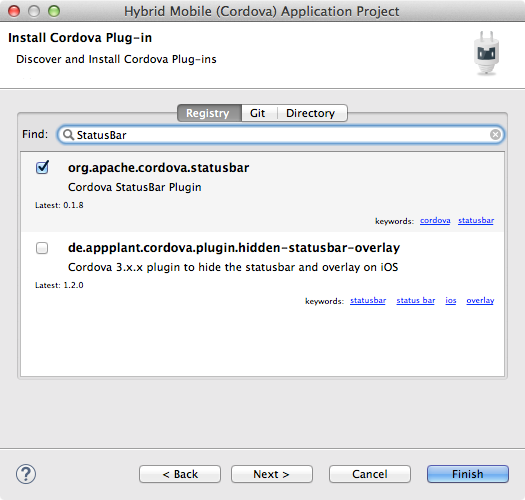 Hybrid Mobile (Cordova) Application Project
Install Cordova Plug-in
Discover and Install Cordova Plug-ins
Registry Git Directory
Find: StatusBar
org.apache.cordova.statusbar
Cordova StatusBar Plugin
Latest: 0.1.8
keywords: cordova statusbar
de.appplant.cordova.plugin.hidden-statusbar-overlay
Cordova 3.x.x plugin to hide the statusbar and overlay on iOS
Latest: 1.2.0
keywords: statusbar status bar ios overlay
? < Back Next > Cancel Finish